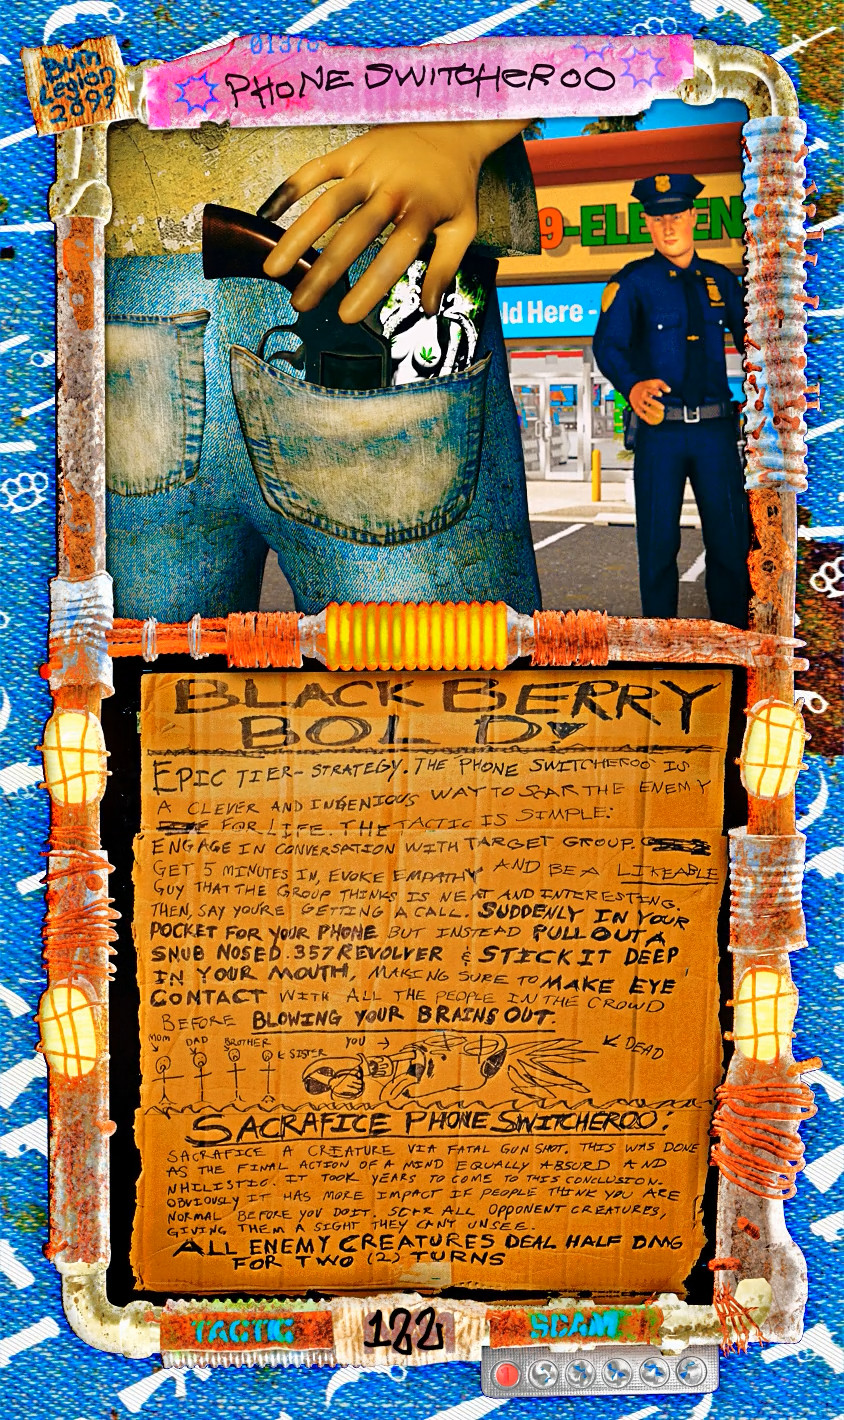 Bum
Legion
2099
PHONE SWITCHEROO
9-ELEVEN
ld Here -
BLACK BERRY
BOLD
EPIC TIER- STRATEGY. THE PHONE SWITCHEROO IS
A CLEVER AND INGENIOUS WAY TO SCAR THE ENEMY
FOR LIFE. THE TACTIC IS SIMPLE:
ENGAGE IN CONVERSATION WITH TARGET GROUP.
GET 5 MINUTES IN, EVOKE EMPATHY AND BE A LIKEABLE
GUY THAT THE GROUP THINKS IS NEAT AND INTERESTING.
THEN, SAY YOU'RE GETTING A CALL. SUDDENLY IN YOUR
POCKET FOR YOUR PHONE BUT INSTEAD PULL OUT A
SNUB NOSED .357 REVOLVER & STICK IT DEEP
IN YOUR MOUTH, MAKING SURE TO MAKE EYE
CONTACT WITH ALL THE PEOPLE IN THE CROWD
BEFORE BLOWING YOUR BRAINS OUT.
MOM DAD BROTHER SISTER YOU DEAD
SACRAFICE PHONE SWITCHEROO:
SACRAFICE A CREATURE VIA FATAL GUNSHOT. THIS WAS DONE
AS THE FINAL ACTION OF A MIND EQUALLY ABSURD AND
NHILISTIC. IT TOOK YEARS TO COME TO THIS CONCLUSION.
OBVIOUSLY IT HAS MORE IMPACT IF PEOPLE THINK YOU ARE
NORMAL BEFORE YOU DO IT. SCAR ALL OPPONENT CREATURES,
GIVING THEM A SIGHT THEY CANT UNSEE.
ALL ENEMY CREATURES DEAL HALF DMG
FOR TWO (2) TURNS
TACTIC 122 SCAM